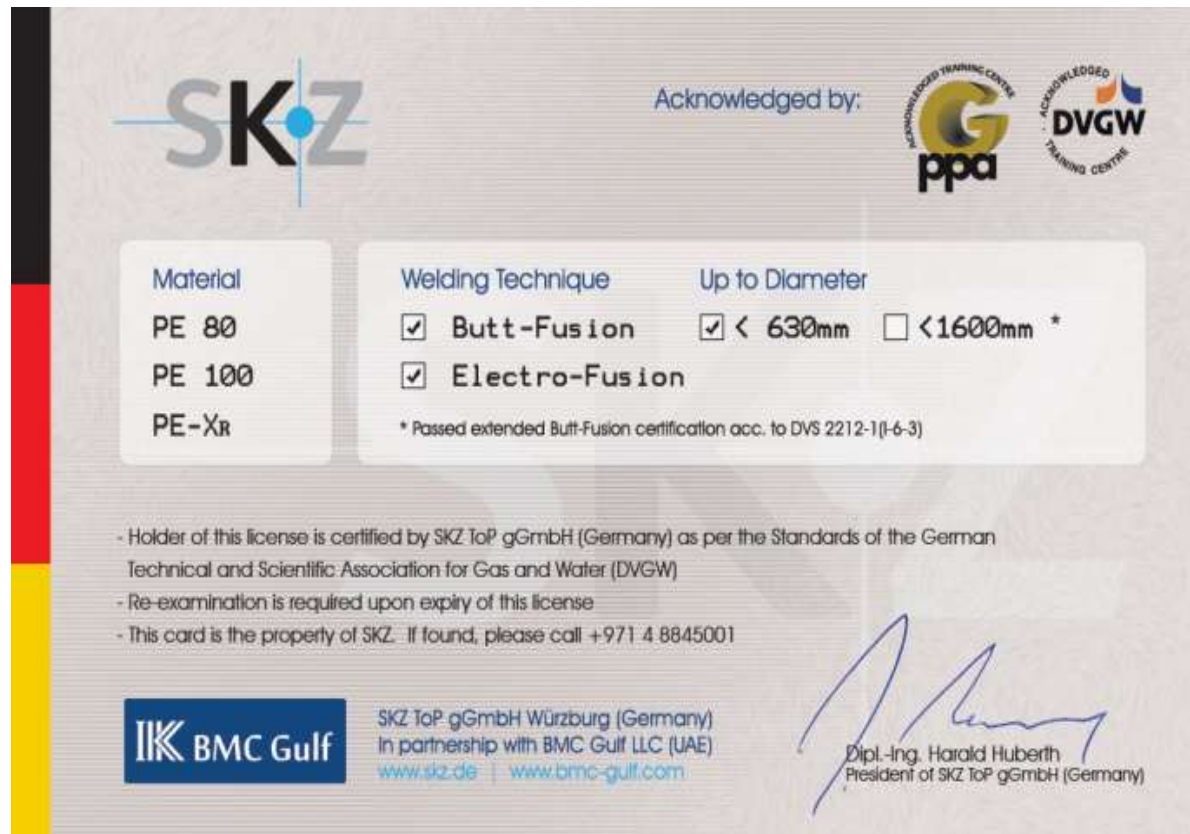 SKZ
Acknowledged by:
ACKNOWLEDGED TRAINING CENTRE
G
ppa
ACKNOWLEDGED
DVGW
TRAINING CENTRE
Material
PE 80
PE 100
PE-XR
Welding Technique
Up to Diameter
Butt-Fusion
< 630mm
<1600mm *
Electro-Fusion
* Passed extended Butt-Fusion certification acc. to DVS 2212-1(I-6-3)
- Holder of this license is certified by SKZ ToP gGmbH (Germany) as per the Standards of the German
Technical and Scientific Association for Gas and Water (DVGW)
- Re-examination is required upon expiry of this license
- This card is the property of SKZ. If found, please call +971 4 8845001
BMC Gulf
SKZ ToP gGmbH Würzburg (Germany)
In partnership with BMC Gulf LLC (UAE)
www.skz.de | www.bmc-gulf.com
Dipl.-Ing. Harald Huberth
President of SKZ ToP gGmbH (Germany)